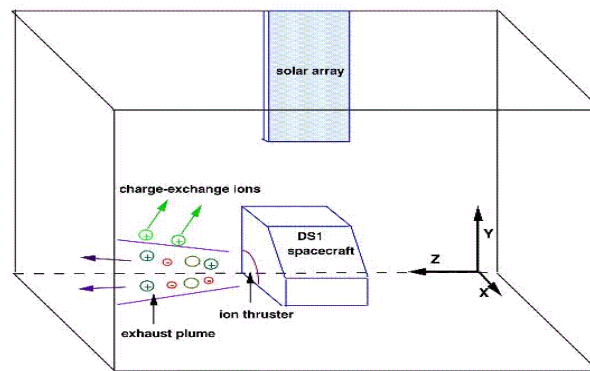 solar array
charge-exchange ions
DS1
spacecraft
Y
Z
X
+
+
+
-
+
+
-
-
ion thruster
exhaust plume